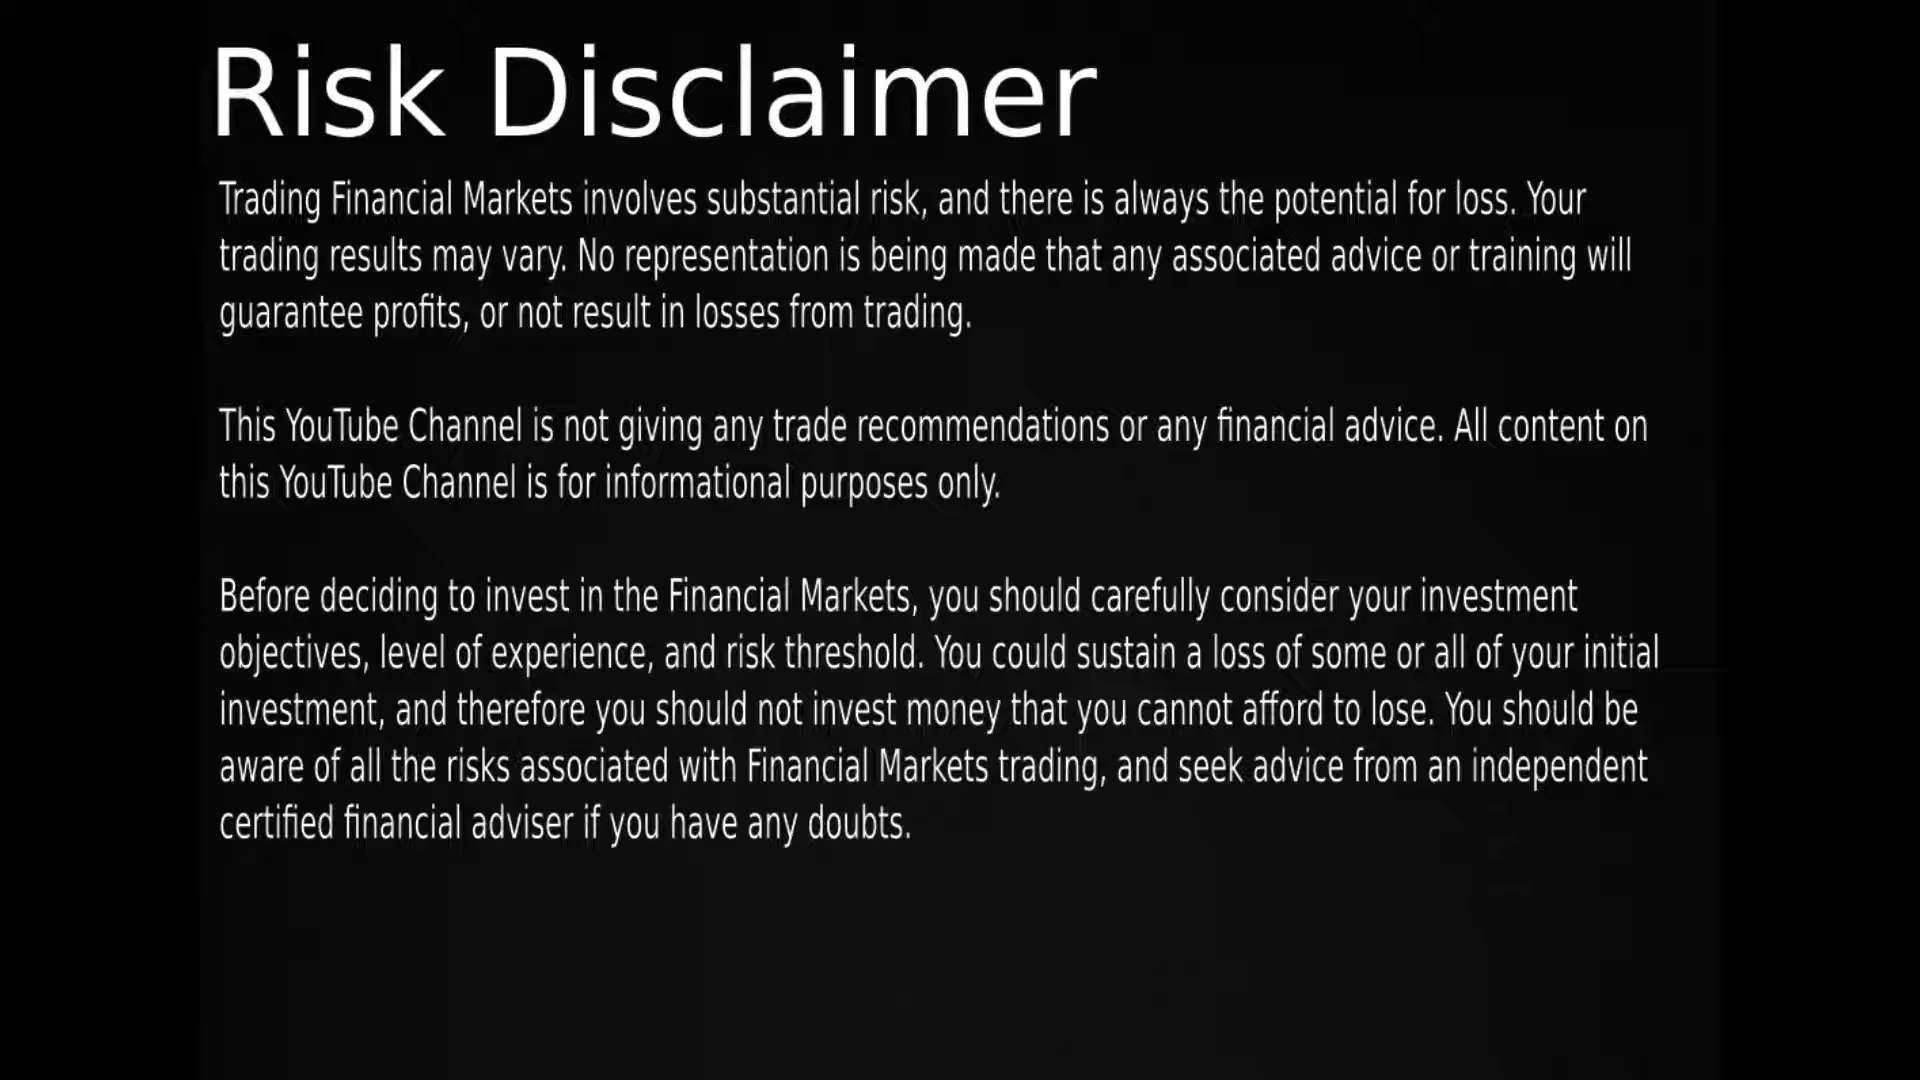 Risk Disclaimer
Trading Financial Markets involves substantial risk, and there is always the potential for loss. Your
trading results may vary. No representation is being made that any associated advice or training will
guarantee profits, or not result in losses from trading.
This YouTube Channel is not giving any trade recommendations or any financial advice. All content on
this YouTube Channel is for informational purposes only.
Before deciding to invest in the Financial Markets, you should carefully consider your investment
objectives, level of experience, and risk threshold. You could sustain a loss of some or all of your initial
investment, and therefore you should not invest money that you cannot afford to lose. You should be
aware of all the risks associated with Financial Markets trading, and seek advice from an independent
certified financial adviser if you have any doubts.